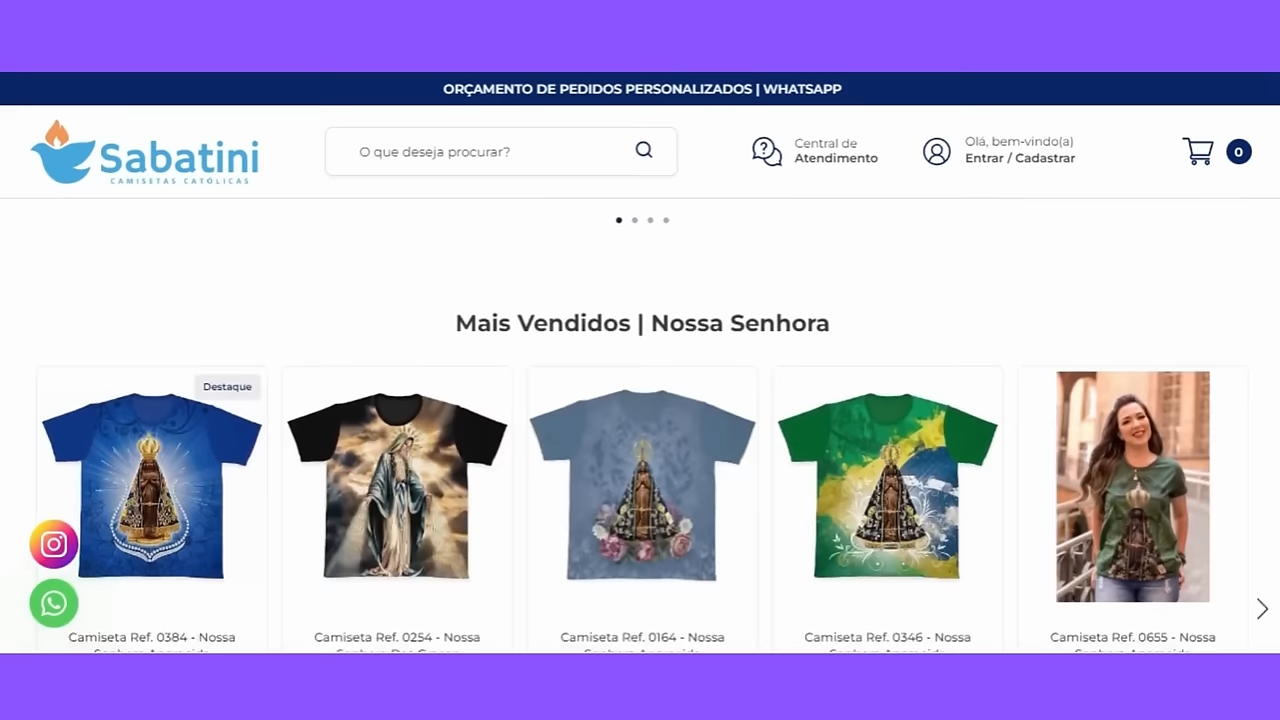 ORÇAMENTO DE PEDIDOS PERSONALIZADOS | WHATSAPP
Sabatini
CAMISETAS CATÓLICAS
O que deseja procurar?
Central de
Atendimento
Olá, bem-vindo(a)
Entrar / Cadastrar
0
Mais Vendidos | Nossa Senhora
Destaque
Camiseta Ref. 0384 - Nossa
Camiseta Ref. 0254 - Nossa
Camiseta Ref. 0164 - Nossa
Camiseta Ref. 0346 - Nossa
Camiseta Ref. 0655 - Nossa